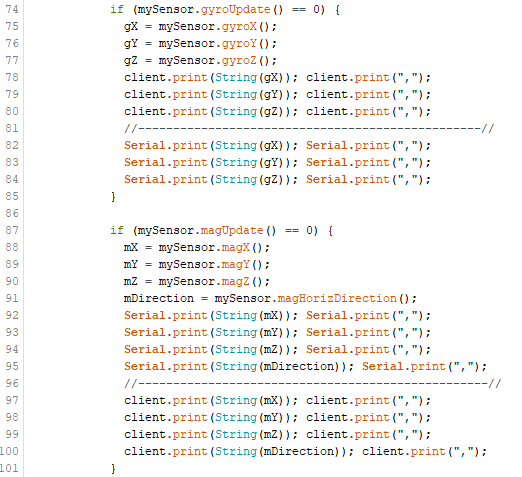 74 if (mySensor.gyroUpdate() == 0) {
75 gX = mySensor.gyroX();
76 gY = mySensor.gyroY();
77 gZ = mySensor.gyroZ();
78 client.print(String(gX)); client.print(",");
79 client.print(String(gY)); client.print(",");
80 client.print(String(gZ)); client.print(",");
81 //-------------------------------------------------//
82 Serial.print(String(gX)); Serial.print(",");
83 Serial.print(String(gY)); Serial.print(",");
84 Serial.print(String(gZ)); Serial.print(",");
85 }
86
87 if (mySensor.magUpdate() == 0) {
88 mX = mySensor.magX();
89 mY = mySensor.magY();
90 mZ = mySensor.magZ();
91 mDirection = mySensor.magHorizDirection();
92 Serial.print(String(mX)); Serial.print(",");
93 Serial.print(String(mY)); Serial.print(",");
94 Serial.print(String(mZ)); Serial.print(",");
95 Serial.print(String(mDirection)); Serial.print(",");
96 //--------------------------------------------------//
97 client.print(String(mX)); client.print(",");
98 client.print(String(mY)); client.print(",");
99 client.print(String(mZ)); client.print(",");
100 client.print(String(mDirection)); client.print(",");
101 }